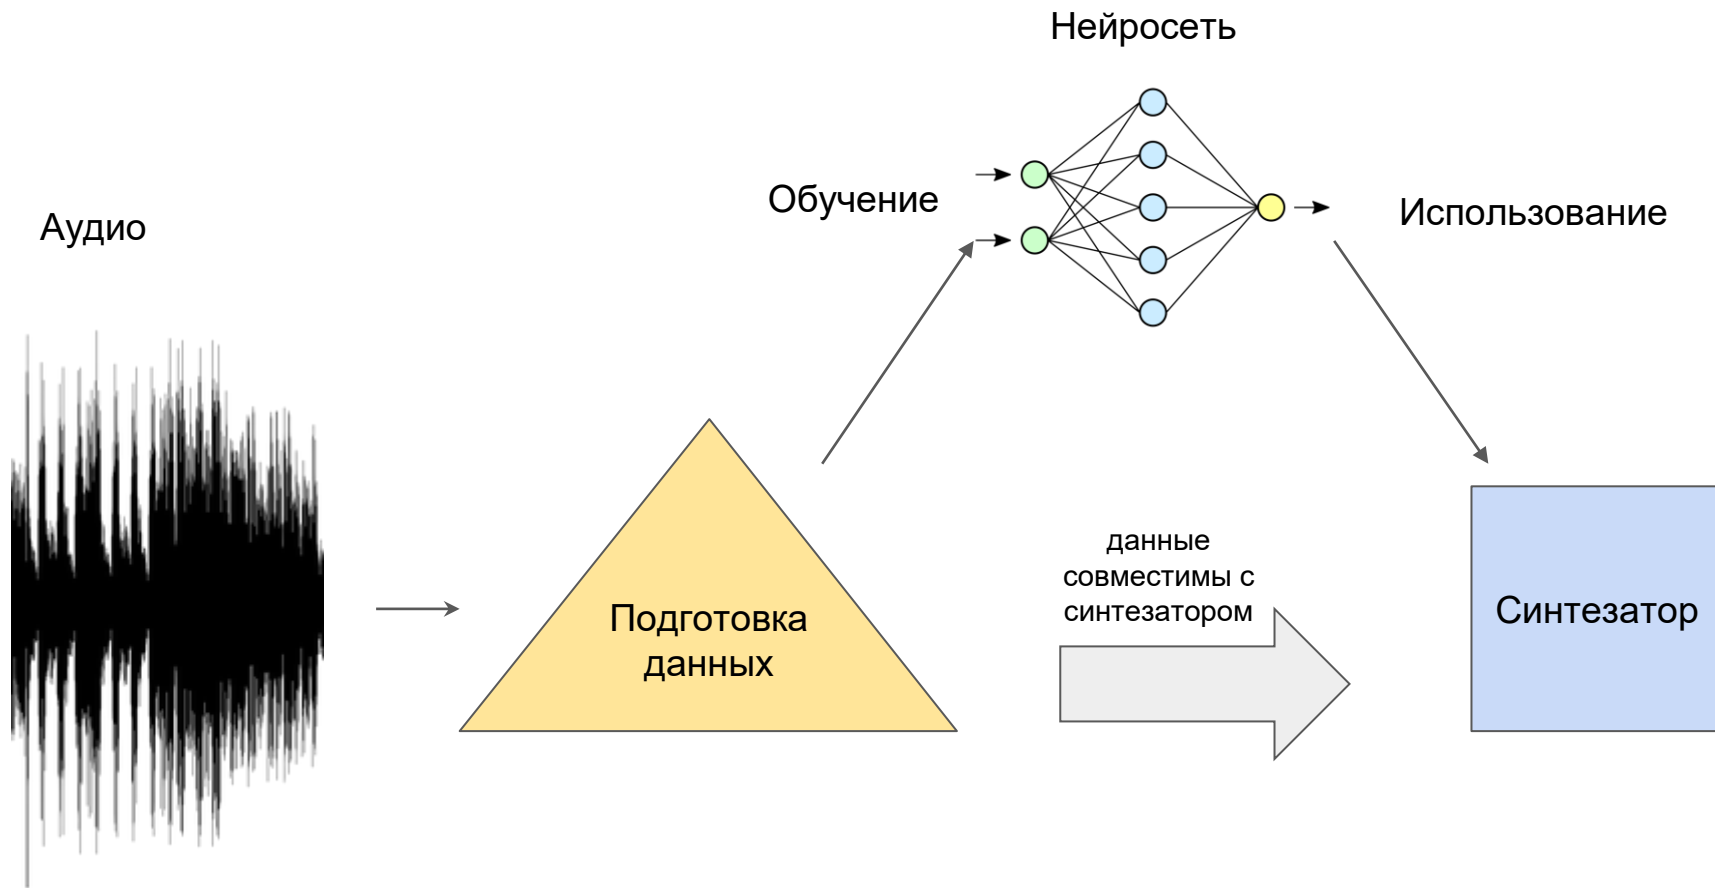 Нейросеть
Обучение
Использование
Аудио
данные
совместимы с
синтезатором
Подготовка
данных
Синтезатор